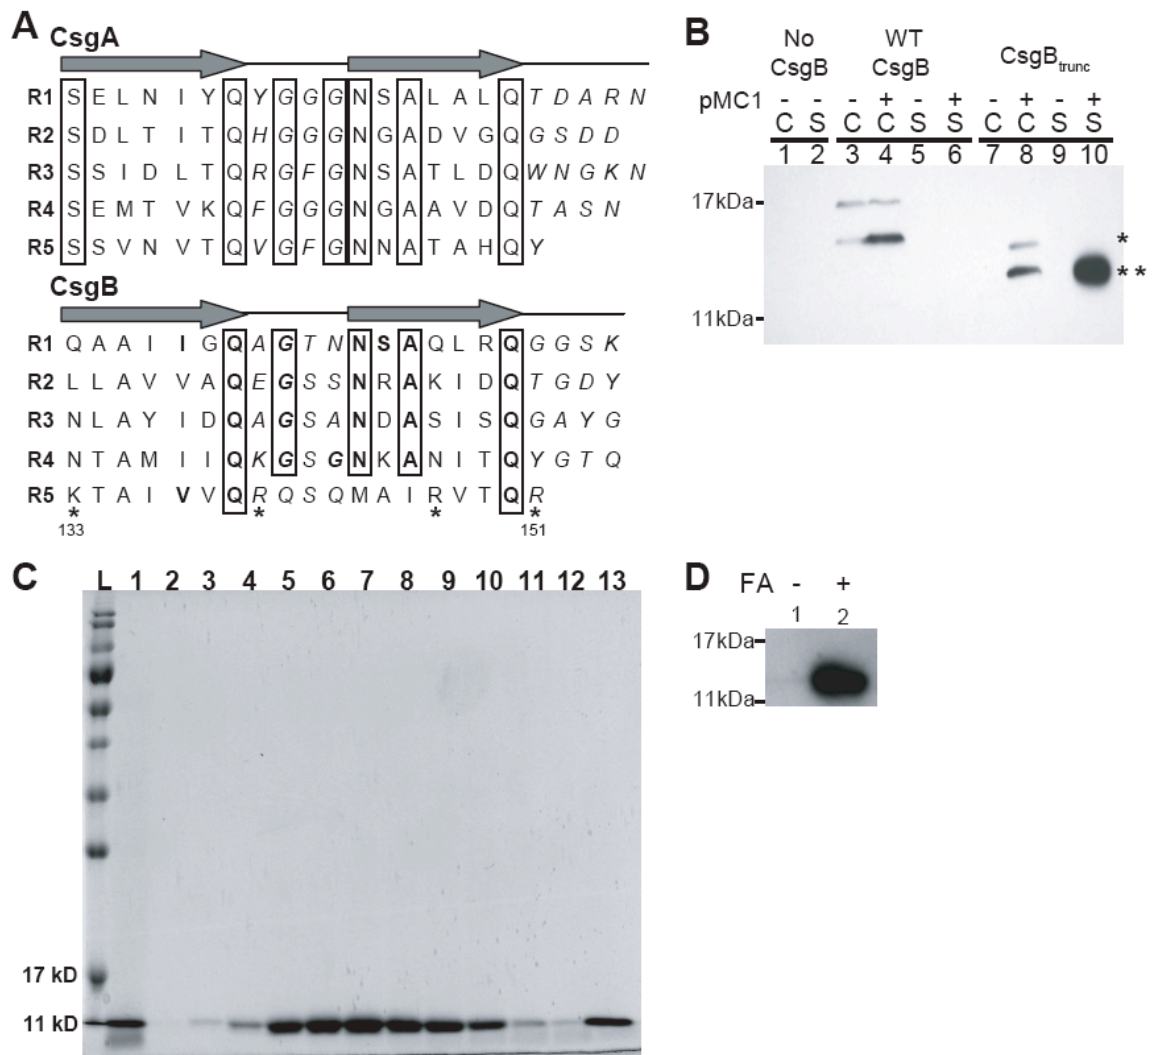 A
CsgA
R1 S E L N I Y Q Y G G G N S A L A L Q T D A R N
R2 S D L T I T Q H G G G N G A D V G Q G S D D
R3 S S I D L T Q R G F G N S A T L D Q W N G K N
R4 S E M T V K Q F G G G N G A A V D Q T A S N
R5 S S V N V T Q V G F G N N A T A H Q Y
CsgB
R1 Q A A I I G Q A G T N N S A Q L R Q G G S K
R2 L L A V V A Q E G S S N R A K I D Q T G D Y
R3 N L A Y I D Q A G S A N D A S I S Q G A Y G
R4 N T A M I I Q K G S G N K A N I T Q Y G T Q
R5 K T A I V V Q R Q S Q M A I R V T Q R
* * * *
133 151
B
No CsgB WT CsgB CsgBtrunc
pMC1 - - - + - + - + - +
C S C C S S C C S S
1 2 3 4 5 6 7 8 9 10
17kDa
*
**
11kDa
C
L 1 2 3 4 5 6 7 8 9 10 11 12 13
17 kD
11 kD
D
FA - +
1 2
17kDa
11kDa